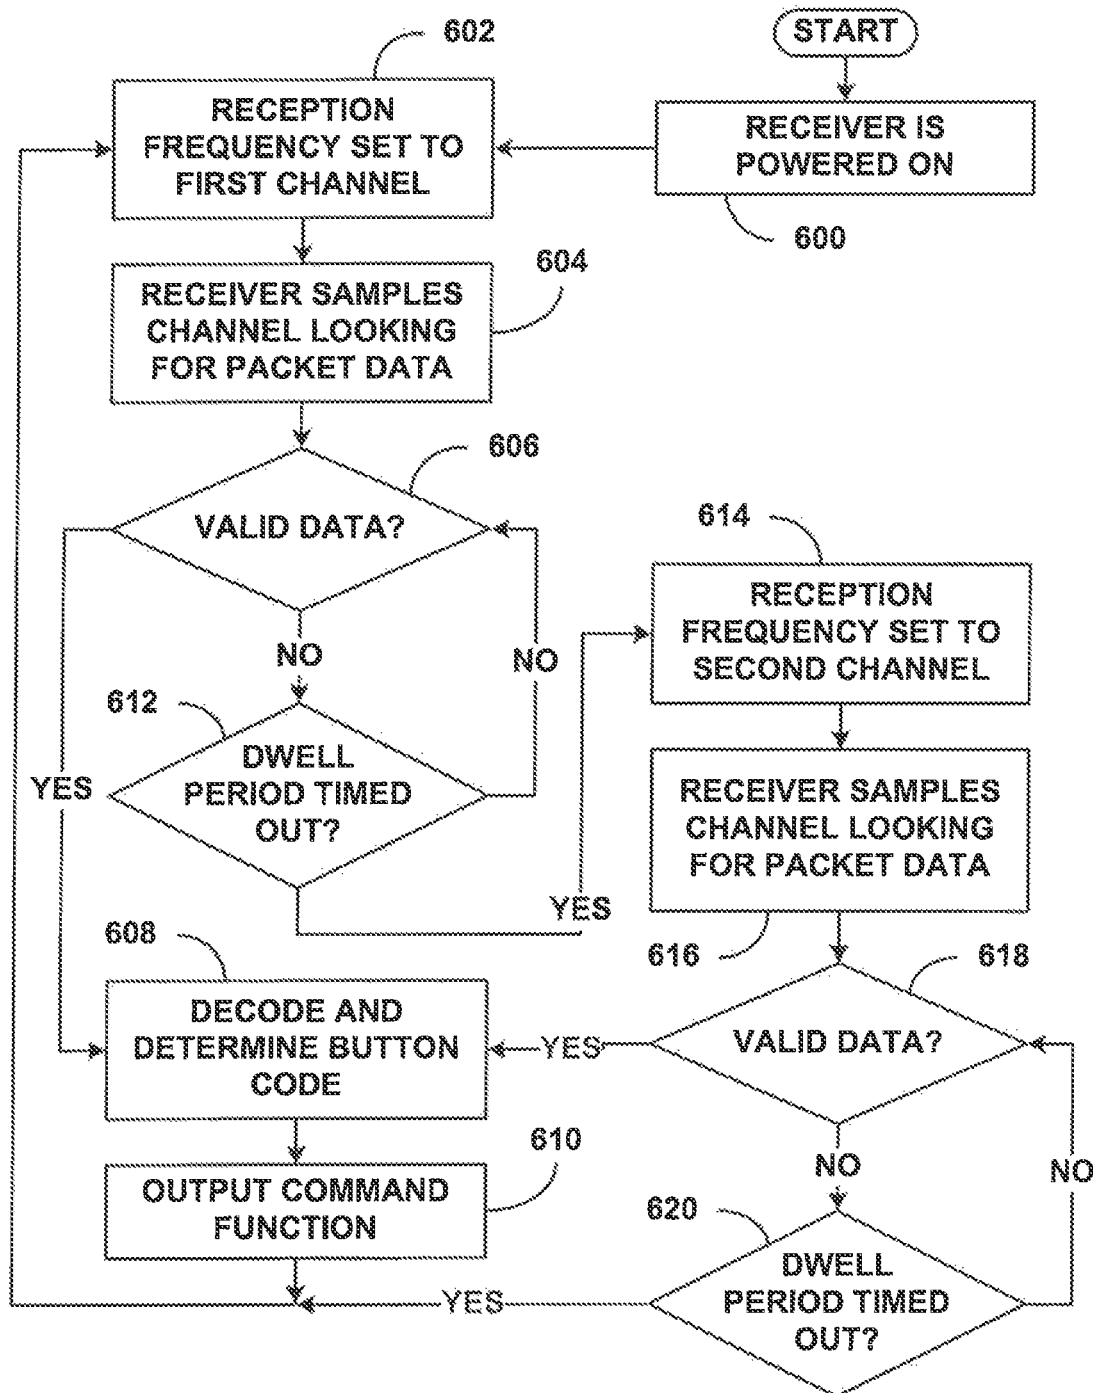 START
RECEIVER IS
POWERED ON
600
602
RECEPTION
FREQUENCY SET TO
FIRST CHANNEL
604
RECEIVER SAMPLES
CHANNEL LOOKING
FOR PACKET DATA
606
VALID DATA?
YES
NO
NO
612
DWELL
PERIOD TIMED
OUT?
YES
608
DECODE AND
DETERMINE BUTTON
CODE
610
OUTPUT COMMAND
FUNCTION
614
RECEPTION
FREQUENCY SET TO
SECOND CHANNEL
RECEIVER SAMPLES
CHANNEL LOOKING
FOR PACKET DATA
616
618
VALID DATA?
YES
NO
NO
620
DWELL
PERIOD TIMED
OUT?
YES